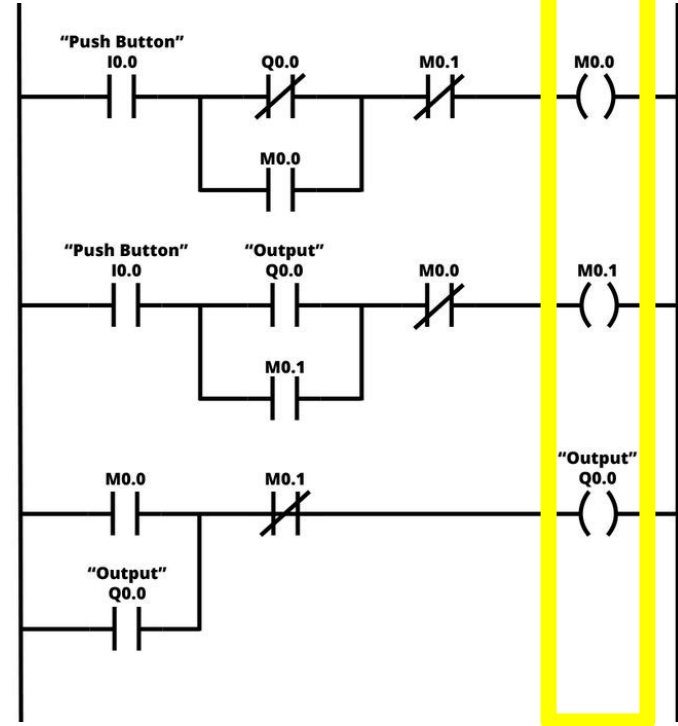 “Push Button”
I0.0 Q0.0 M0.1 M0.0
M0.0
“Push Button” “Output”
I0.0 Q0.0 M0.0 M0.1
M0.1
“Output”
M0.0 M0.1 Q0.0
“Output”
Q0.0